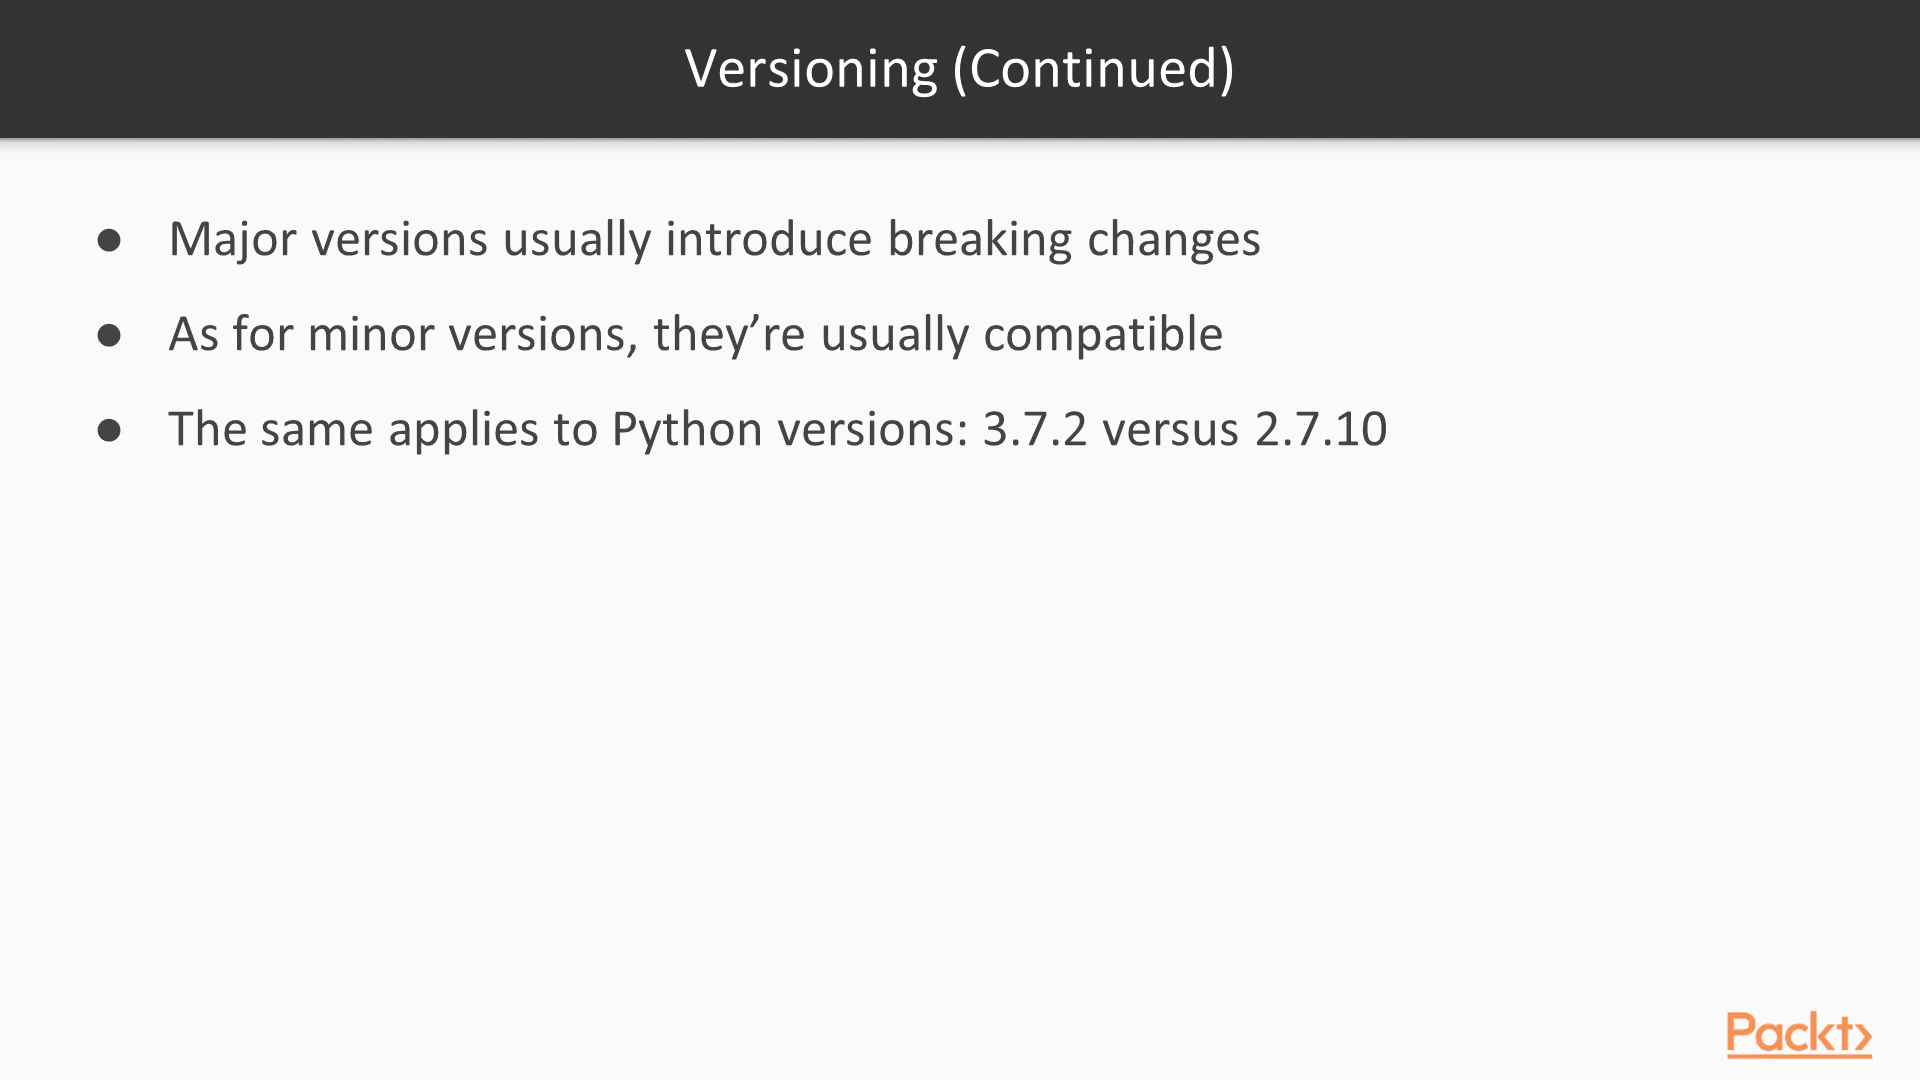 Versioning (Continued)
● Major versions usually introduce breaking changes
● As for minor versions, they’re usually compatible
● The same applies to Python versions: 3.7.2 versus 2.7.10
Packt